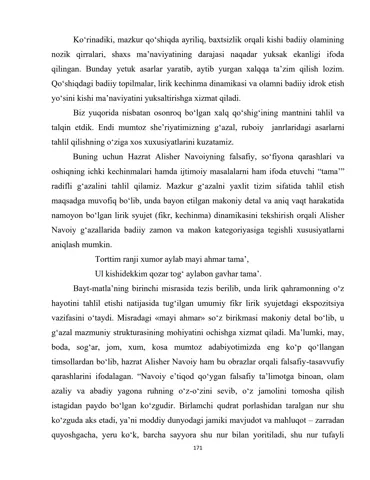 Ko‘rinadiki, mazkur qo‘shiqda ayriliq, baxtsizlik orqali kishi badiiy olamining
nozik qirralari, shaxs ma’naviyatining darajasi naqadar yuksak ekanligi ifoda
qilingan. Bunday yetuk asarlar yaratib, aytib yurgan xalqqa ta’zim qilish lozim.
Qo‘shiqdagi badiiy topilmalar, lirik kechinma dinamikasi va olamni badiiy idrok etish
yo‘sini kishi ma’naviyatini yuksaltirishga xizmat qiladi.
Biz yuqorida nisbatan osonroq bo‘lgan xalq qo‘shig‘ining mantnini tahlil va
talqin etdik. Endi mumtoz she’riyatimizning g‘azal, ruboiy janrlaridagi asarlarni
tahlil qilishning o‘ziga xos xuxusiyatlarini kuzatamiz.
Buning uchun Hazrat Alisher Navoiyning falsafiy, so‘fiyona qarashlari va
oshiqning ichki kechinmalari hamda ijtimoiy masalalarni ham ifoda etuvchi “tama’”
radifli g‘azalini tahlil qilamiz. Mazkur g‘azalni yaxlit tizim sifatida tahlil etish
maqsadga muvofiq bo‘lib, unda bayon etilgan makoniy detal va aniq vaqt harakatida
namoyon bo‘lgan lirik syujet (fikr, kechinma) dinamikasini tekshirish orqali Alisher
Navoiy g‘azallarida badiiy zamon va makon kategoriyasiga tegishli xususiyatlarni
aniqlash mumkin.
Torttim ranji xumor aylab mayi ahmar tama’,
Ul kishidekkim qozar tog‘ aylabon gavhar tama’.
Bayt-matla’ning birinchi misrasida tezis berilib, unda lirik qahramonning o‘z
hayotini tahlil etishi natijasida tug‘ilgan umumiy fikr lirik syujetdagi ekspozitsiya
vazifasini o‘taydi. Misradagi «mayi ahmar» so‘z birikmasi makoniy detal bo‘lib, u
g‘azal mazmuniy strukturasining mohiyatini ochishga xizmat qiladi. Ma’lumki, may,
boda, sog‘ar, jom, xum, kosa mumtoz adabiyotimizda eng ko‘p qo‘llangan
timsollardan bo‘lib, hazrat Alisher Navoiy ham bu obrazlar orqali falsafiy-tasavvufiy
qarashlarini ifodalagan. “Navoiy e’tiqod qo‘ygan falsafiy ta’limotga binoan, olam
azaliy va abadiy yagona ruhning o‘z-o‘zini sevib, o‘z jamolini tomosha qilish
istagidan paydo bo‘lgan ko‘zgudir. Birlamchi qudrat porlashidan taralgan nur shu
ko‘zguda aks etadi, ya’ni moddiy dunyodagi jamiki mavjudot va mahluqot – zarradan
quyoshgacha, yeru ko‘k, barcha sayyora shu nur bilan yoritiladi, shu nur tufayli
171